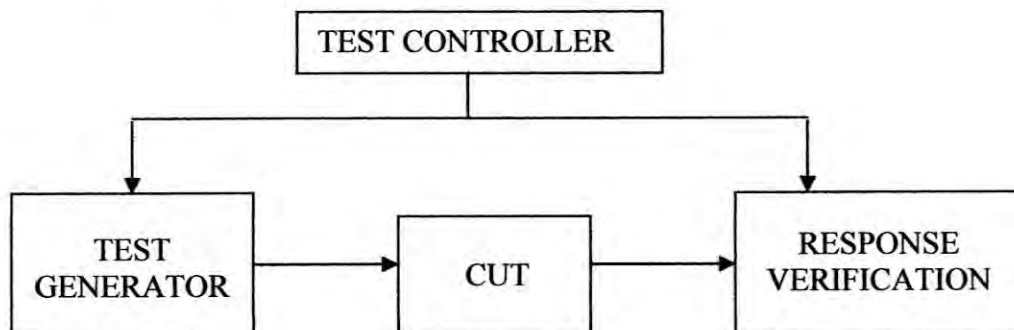 TEST CONTROLLER
TEST
GENERATOR
CUT
RESPONSE
VERIFICATION